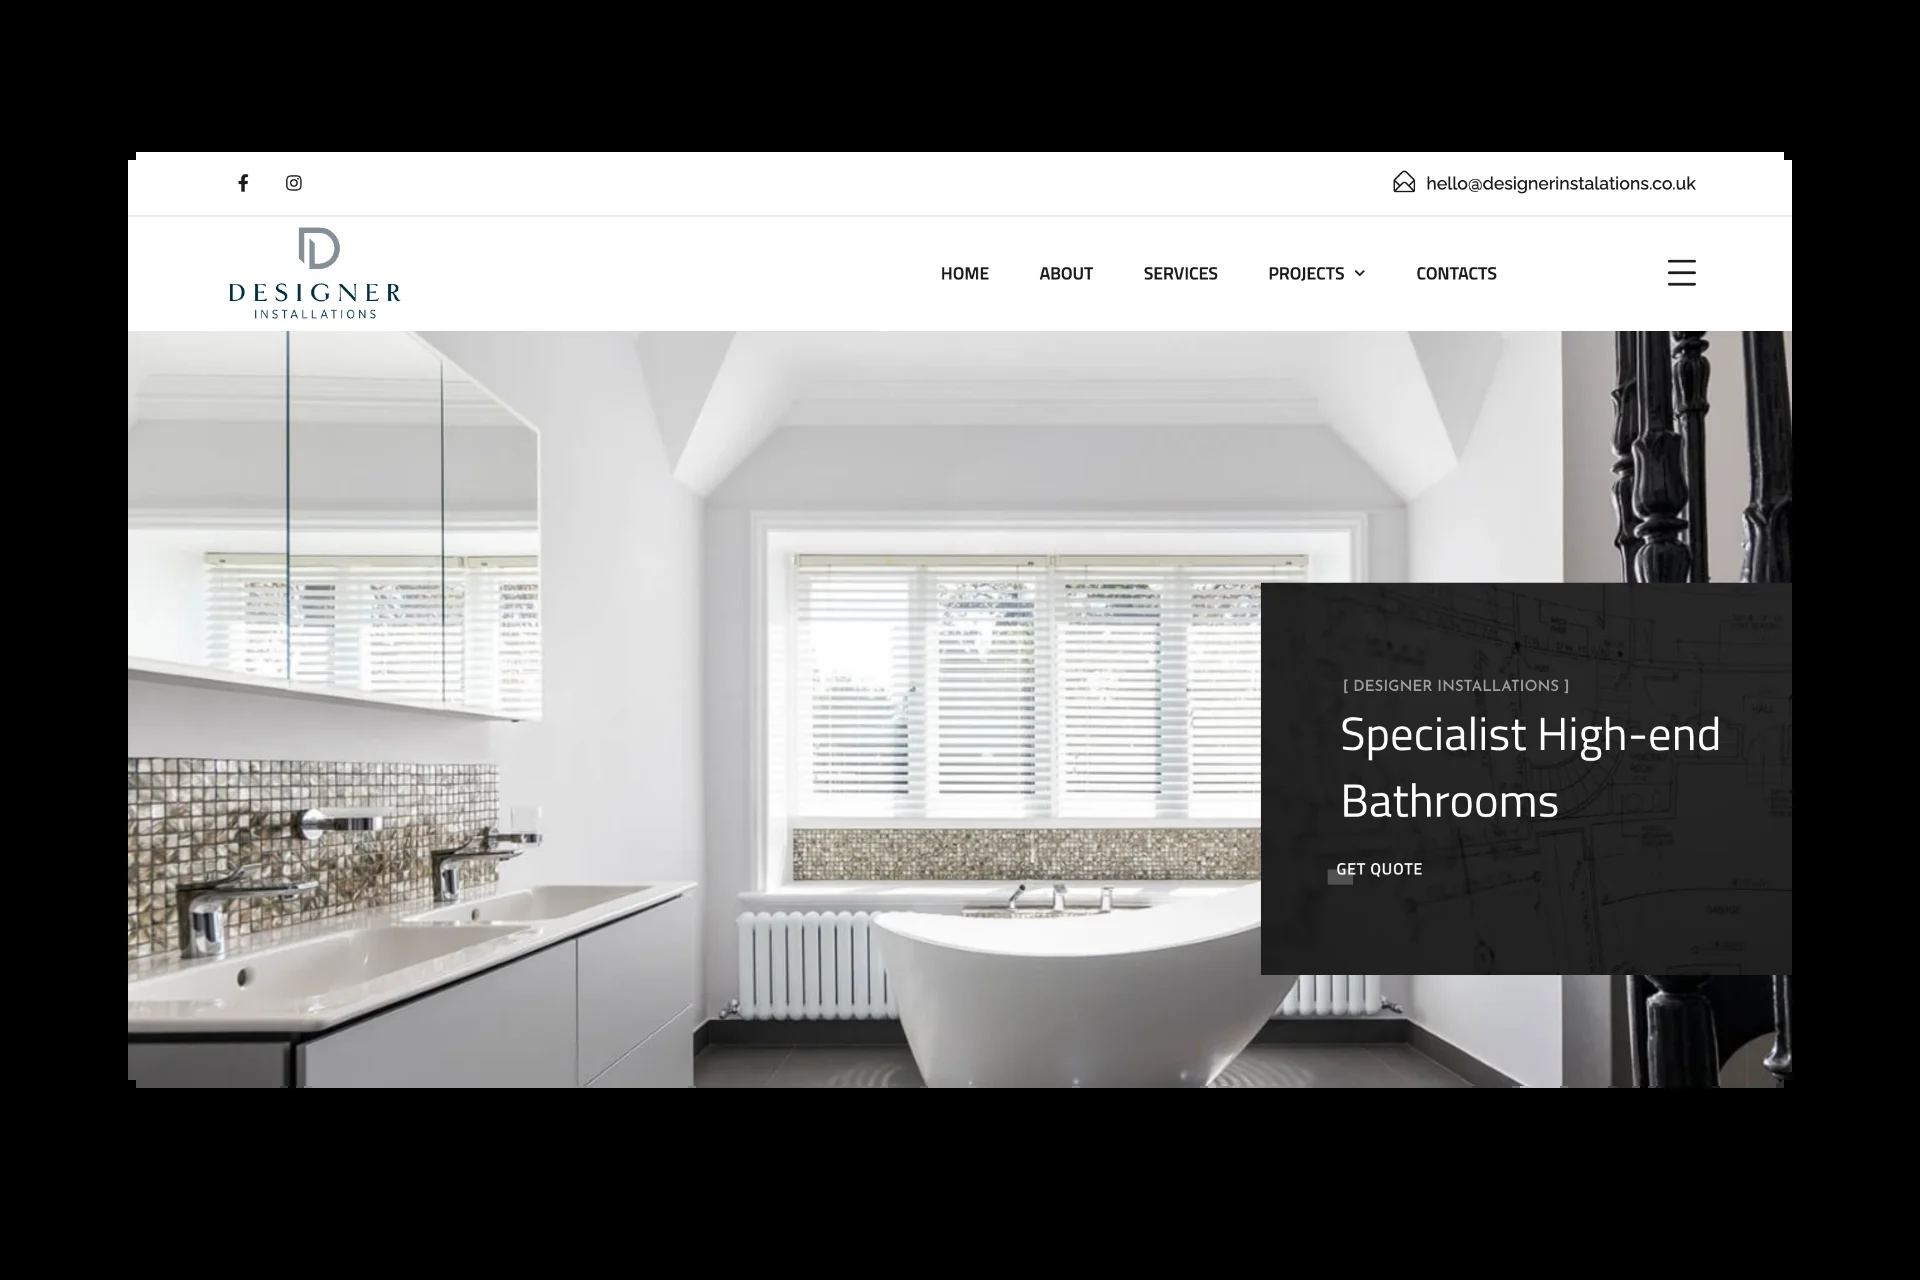 hello@designerinstalations.co.uk
DESIGNER
INSTALLATIONS
HOME ABOUT SERVICES PROJECTS CONTACTS
[ DESIGNER INSTALLATIONS ]
Specialist High-end
Bathrooms
GET QUOTE